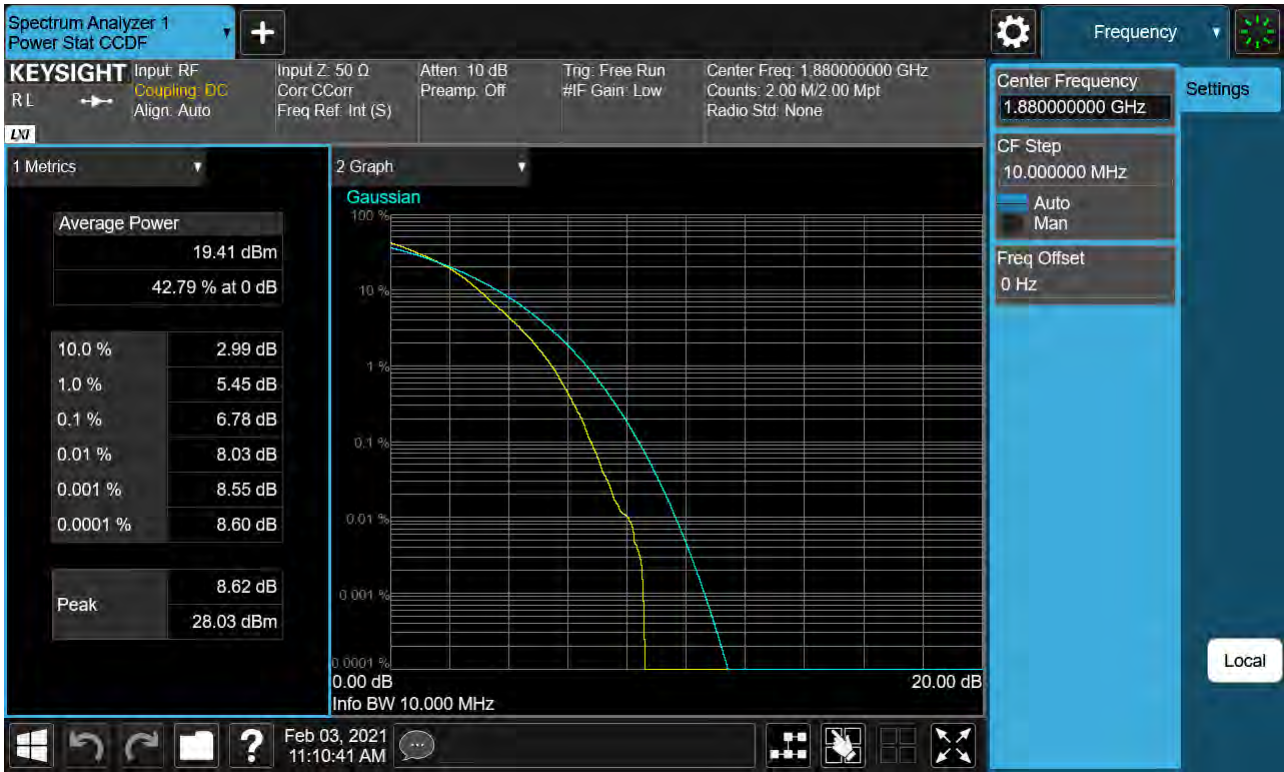 Spectrum Analyzer 1
Power Stat CCDF
Frequency
KEYSIGHT
RL
LXI
Input: RF
Coupling: DC
Align: Auto
Input Z: 50 Ω
Corr CCorr
Freq Ref: Int (S)
Atten: 10 dB
Preamp: Off
Trig: Free Run
#IF Gain: Low
Center Freq: 1.880000000 GHz
Counts: 2.00 M/2.00 Mpt
Radio Std: None
Center Frequency
1.880000000 GHz
Settings
CF Step
10.000000 MHz
Auto
Man
Freq Offset
0 Hz
1 Metrics
Average Power
19.41 dBm
42.79 % at 0 dB
10.0 % 2.99 dB
1.0 % 5.45 dB
0.1 % 6.78 dB
0.01 % 8.03 dB
0.001 % 8.55 dB
0.0001 % 8.60 dB
Peak
8.62 dB
28.03 dBm
2 Graph
Gaussian
100 %
10 %
1 %
0.1 %
0.01 %
0.001 %
0.0001 %
0.00 dB 20.00 dB
Info BW 10.000 MHz
Local
?
Feb 03, 2021
11:10:41 AM